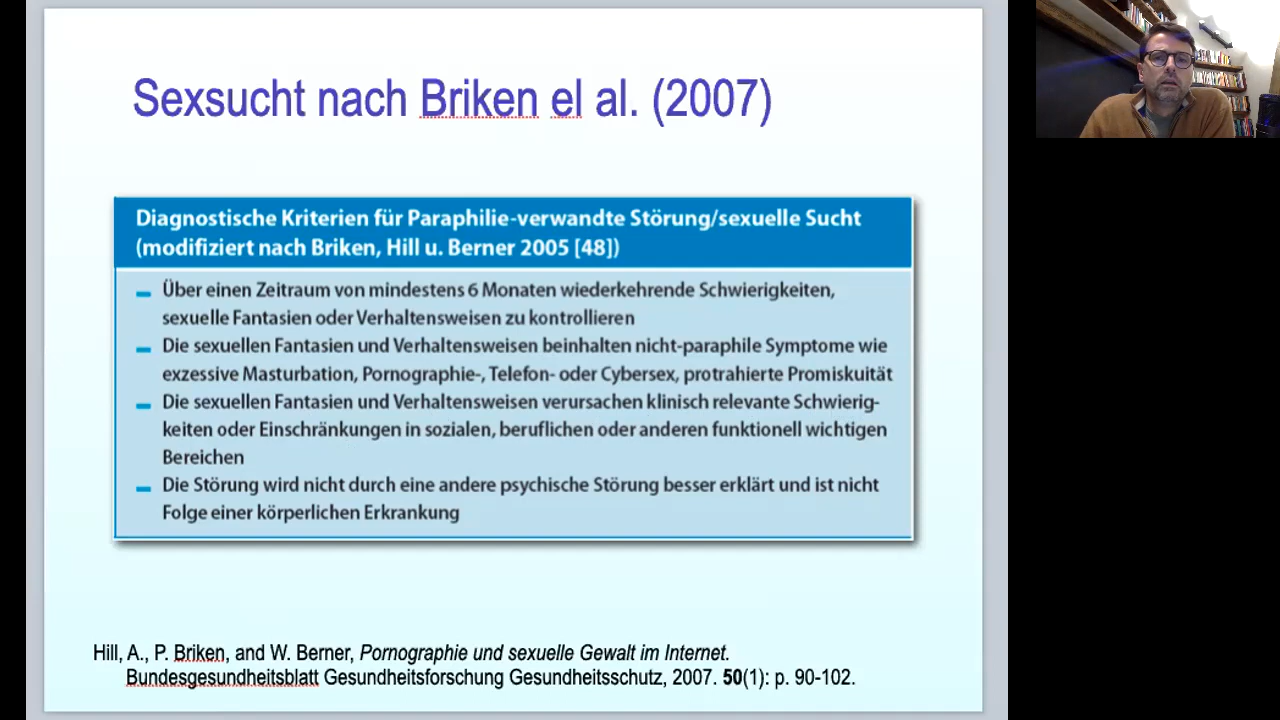 Sexsucht nach Briken el al. (2007)
Diagnostische Kriterien für Paraphilie-verwandte Störung/sexuelle Sucht
(modifiziert nach Briken, Hill u. Berner 2005 [48])
Über einen Zeitraum von mindestens 6 Monaten wiederkehrende Schwierigkeiten,
sexuelle Fantasien oder Verhaltensweisen zu kontrollieren
Die sexuellen Fantasien und Verhaltensweisen beinhalten nicht-paraphile Symptome wie
exzessive Masturbation, Pornographie-, Telefon- oder Cybersex, protrahierte Promiskuität
Die sexuellen Fantasien und Verhaltensweisen verursachen klinisch relevante Schwierig-
keiten oder Einschränkungen in sozialen, beruflichen oder anderen funktionell wichtigen
Bereichen
Die Störung wird nicht durch eine andere psychische Störung besser erklärt und ist nicht
Folge einer körperlichen Erkrankung
Hill, A., P. Briken, and W. Berner, Pornographie und sexuelle Gewalt im Internet.
Bundesgesundheitsblatt Gesundheitsforschung Gesundheitsschutz, 2007. 50(1): p. 90-102.